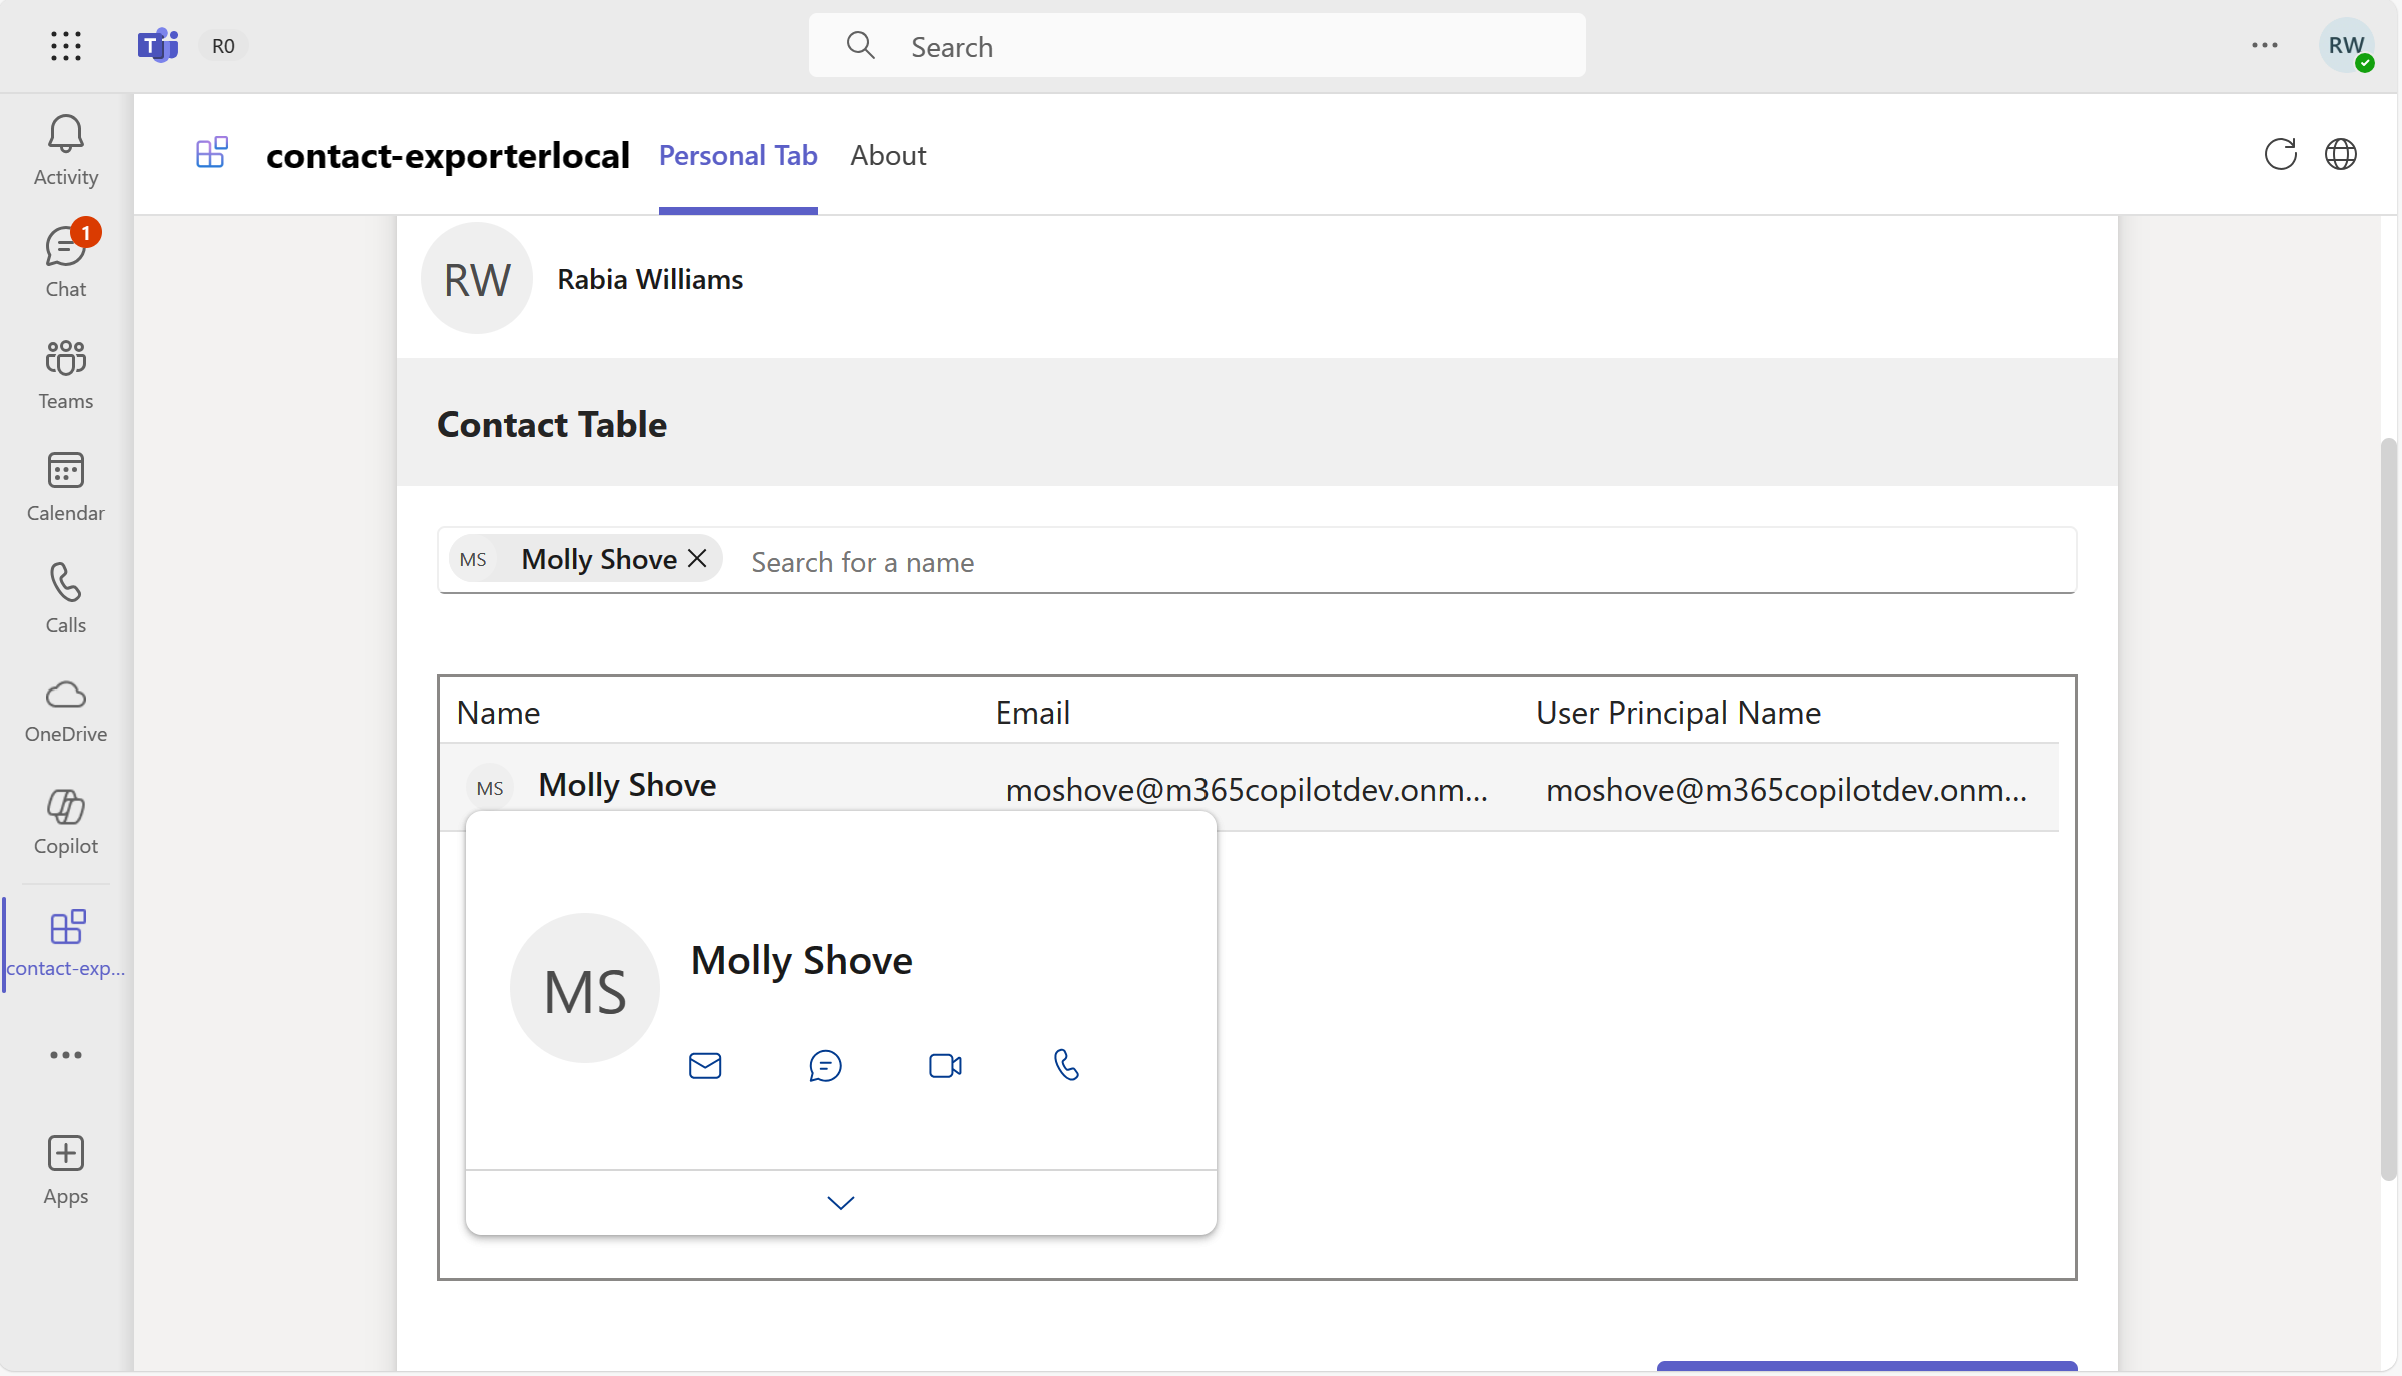 T
R0
Search
RW
Activity
1
Chat
Teams
Calendar
Calls
OneDrive
Copilot
contact-exp...
Apps
contact-exporterlocal
Personal Tab
About
RW
Rabia Williams
Contact Table
MS Molly Shove
Search for a name
Name Email User Principal Name
MS Molly Shove moshove@m365copilotdev.onm... moshove@m365copilotdev.onm...
MS
Molly Shove